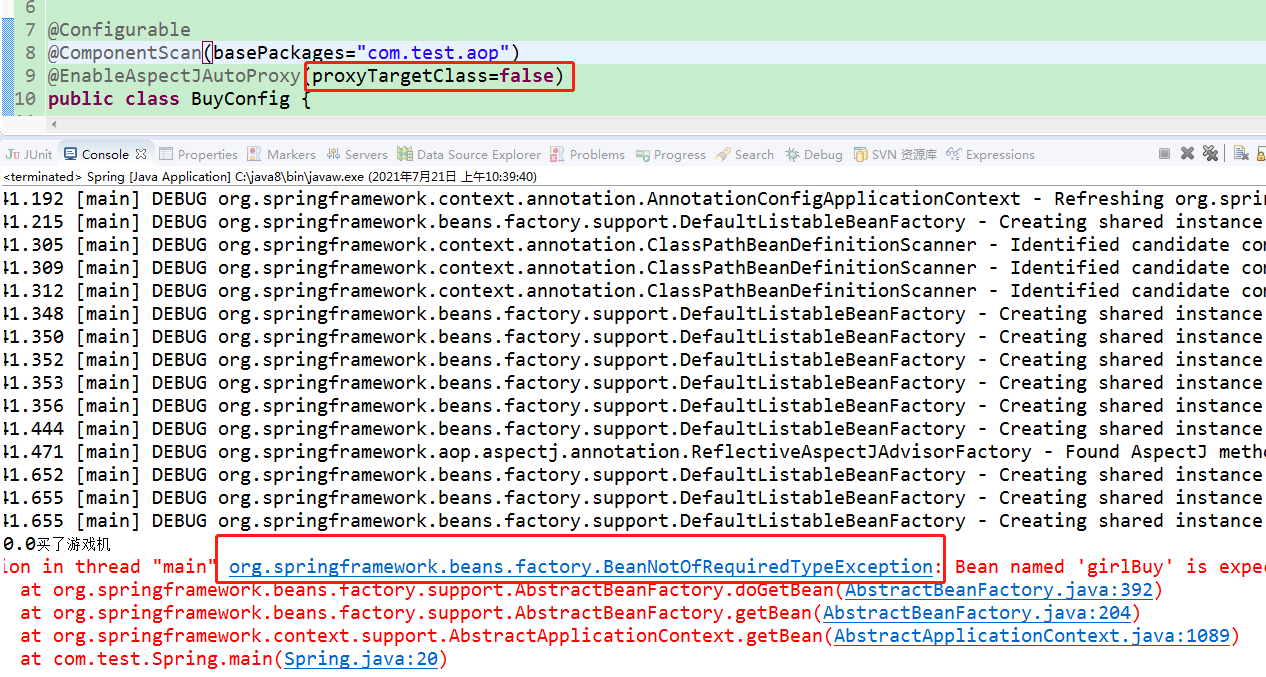 6
7 @Configurable
8 @ComponentScan(basePackages="com.test.aop")
9 @EnableAspectJAutoProxy(proxyTargetClass=false)
10 public class BuyConfig {
JUnit Console Properties Markers Servers Data Source Explorer Problems Progress Search Debug SVN 资源库 Expressions
<terminated> Spring [Java Application] C:\java8\bin\javaw.exe (2021年7月21日 上午10:39:40)
41.192 [main] DEBUG org.springframework.context.annotation.AnnotationConfigApplicationContext - Refreshing org.sprin
41.215 [main] DEBUG org.springframework.beans.factory.support.DefaultListableBeanFactory - Creating shared instance
41.305 [main] DEBUG org.springframework.context.annotation.ClassPathBeanDefinitionScanner - Identified candidate com
41.309 [main] DEBUG org.springframework.context.annotation.ClassPathBeanDefinitionScanner - Identified candidate com
41.312 [main] DEBUG org.springframework.context.annotation.ClassPathBeanDefinitionScanner - Identified candidate com
41.348 [main] DEBUG org.springframework.beans.factory.support.DefaultListableBeanFactory - Creating shared instance
41.350 [main] DEBUG org.springframework.beans.factory.support.DefaultListableBeanFactory - Creating shared instance
41.352 [main] DEBUG org.springframework.beans.factory.support.DefaultListableBeanFactory - Creating shared instance
41.353 [main] DEBUG org.springframework.beans.factory.support.DefaultListableBeanFactory - Creating shared instance
41.356 [main] DEBUG org.springframework.beans.factory.support.DefaultListableBeanFactory - Creating shared instance
41.444 [main] DEBUG org.springframework.beans.factory.support.DefaultListableBeanFactory - Creating shared instance
41.471 [main] DEBUG org.springframework.aop.aspectj.annotation.ReflectiveAspectJAdvisorFactory - Found AspectJ metho
41.652 [main] DEBUG org.springframework.beans.factory.support.DefaultListableBeanFactory - Creating shared instance
41.655 [main] DEBUG org.springframework.beans.factory.support.DefaultListableBeanFactory - Creating shared instance
41.655 [main] DEBUG org.springframework.beans.factory.support.DefaultListableBeanFactory - Creating shared instance
0.0买了游戏机
ion in thread "main" org.springframework.beans.factory.BeanNotOfRequiredTypeException: Bean named 'girlBuy' is expec
at org.springframework.beans.factory.support.AbstractBeanFactory.doGetBean(AbstractBeanFactory.java:392)
at org.springframework.beans.factory.support.AbstractBeanFactory.getBean(AbstractBeanFactory.java:204)
at org.springframework.context.support.AbstractApplicationContext.getBean(AbstractApplicationContext.java:1089)
at com.test.Spring.main(Spring.java:20)